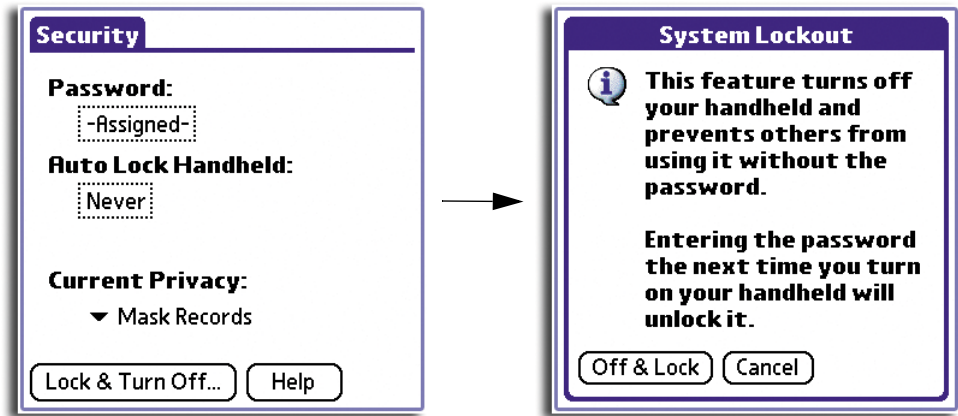 Security
Password:
-Assigned-
Auto Lock Handheld:
Never
Current Privacy:
Mask Records
Lock & Turn Off...
Help
System Lockout
This feature turns off
your handheld and
prevents others from
using it without the
password.
Entering the password
the next time you turn
on your handheld will
unlock it.
Off & Lock
Cancel